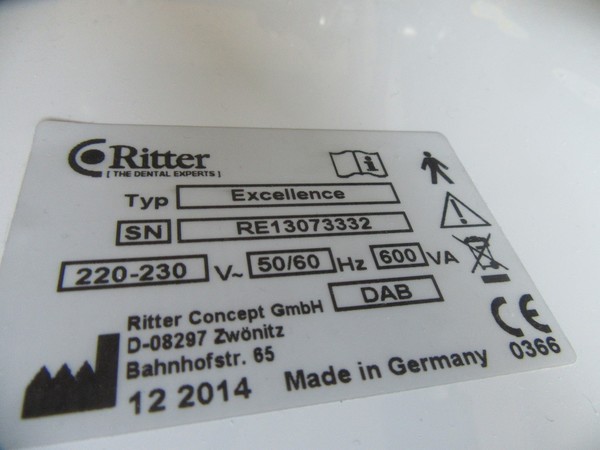 Ritter
[ THE DENTAL EXPERTS ]
i
Typ Excellence
SN RE13073332
220-230 V~ 50/60 Hz 600 VA
DAB
Ritter Concept GmbH
D-08297 Zwönitz
Bahnhofstr. 65
12 2014 Made in Germany
CE 0366